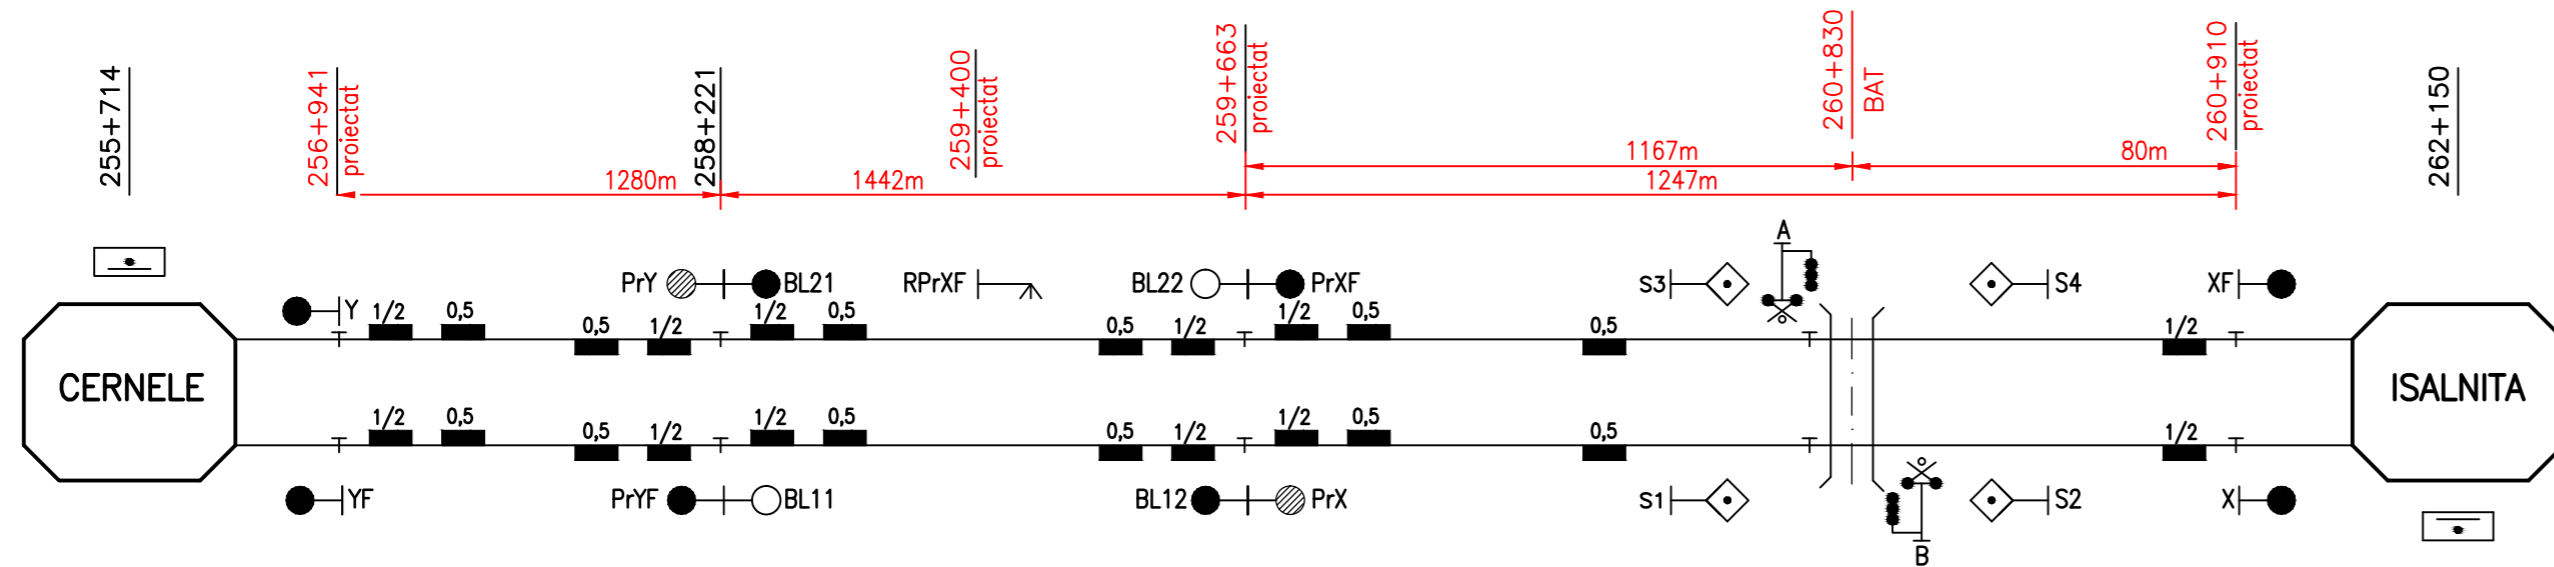 255+714
256+941
proiectat
258+221
259+400
proiectat
259+663
proiectat
260+830
BAT
260+910
proiectat
262+150
1167m
80m
1280m
1442m
1247m
A
PrY
BL21
RPrXF
BL22
PrXF
S3
S4
XF
Y
1/2
0,5
0,5
1/2
1/2
0,5
0,5
1/2
1/2
0,5
0,5
1/2
CERNELE
ISALNITA
1/2
0,5
0,5
1/2
1/2
0,5
0,5
1/2
1/2
0,5
0,5
1/2
YF
PrYF
BL11
BL12
PrX
S1
S2
X
B